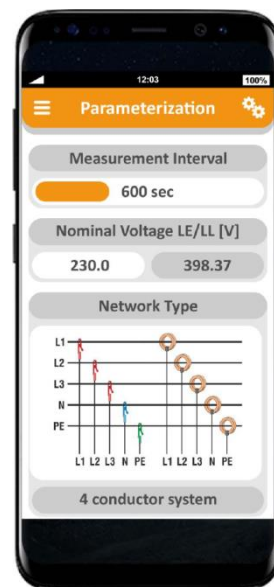 12:03
100%
Parameterization
Measurement Interval
600 sec
Nominal Voltage LE/LL [V]
230.0 398.37
Network Type
L1
L2
L3
N
PE
L1 L2 L3 N PE L1 L2 L3 N PE
4 conductor system